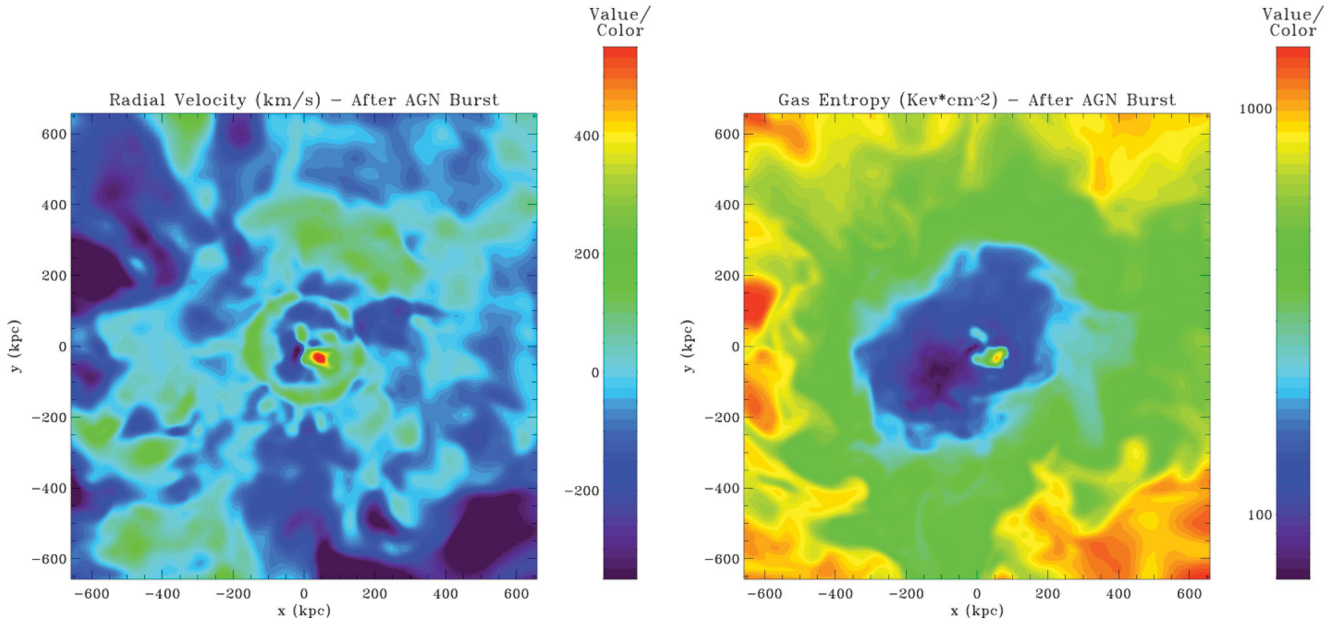 Value/
Color
Radial Velocity (km/s) – After AGN Burst
600
400
200
0
−200
−400
−600
y (kpc)
−600 −400 −200 0 200 400 600
x (kpc)
400
200
0
−200
Value/
Color
Gas Entropy (Kev*cm^2) – After AGN Burst
600
400
200
0
−200
−400
−600
y (kpc)
−600 −400 −200 0 200 400 600
x (kpc)
1000
100